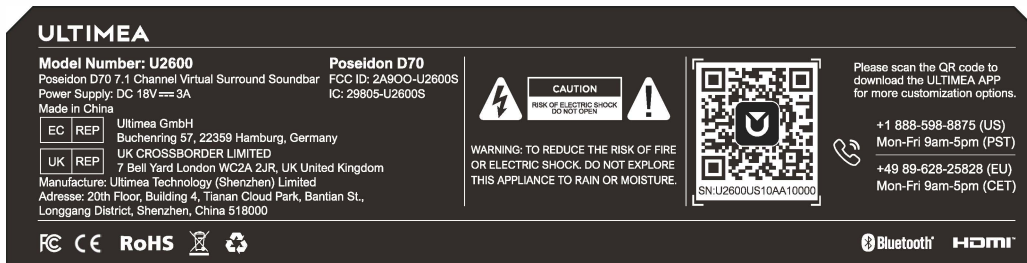 ULTIMEA
Model Number: U2600
Poseidon D70 7.1 Channel Virtual Surround Soundbar
Power Supply: DC 18V⎓3A
Made in China
Poseidon D70
FCC ID: 2A9OO-U2600S
IC: 29805-U2600S
EC REP
Ultimea GmbH
Buchenring 57, 22359 Hamburg, Germany
UK REP
UK CROSSBORDER LIMITED
7 Bell Yard London WC2A 2JR, UK United Kingdom
Manufacture: Ultimea Technology (Shenzhen) Limited
Adresse: 20th Floor, Building 4, Tianan Cloud Park, Bantian St.,
Longgang District, Shenzhen, China 518000
CAUTION
RISK OF ELECTRIC SHOCK
DO NOT OPEN
WARNING: TO REDUCE THE RISK OF FIRE
OR ELECTRIC SHOCK. DO NOT EXPLORE
THIS APPLIANCE TO RAIN OR MOISTURE.
SN:U2600US10AA10000
Please scan the QR code to
download the ULTIMEA APP
for more customization options.
+1 888-598-8875 (US)
Mon-Fri 9am-5pm (PST)
+49 89-628-25828 (EU)
Mon-Fri 9am-5pm (CET)
FC CE RoHS
Bluetooth® HDMI™